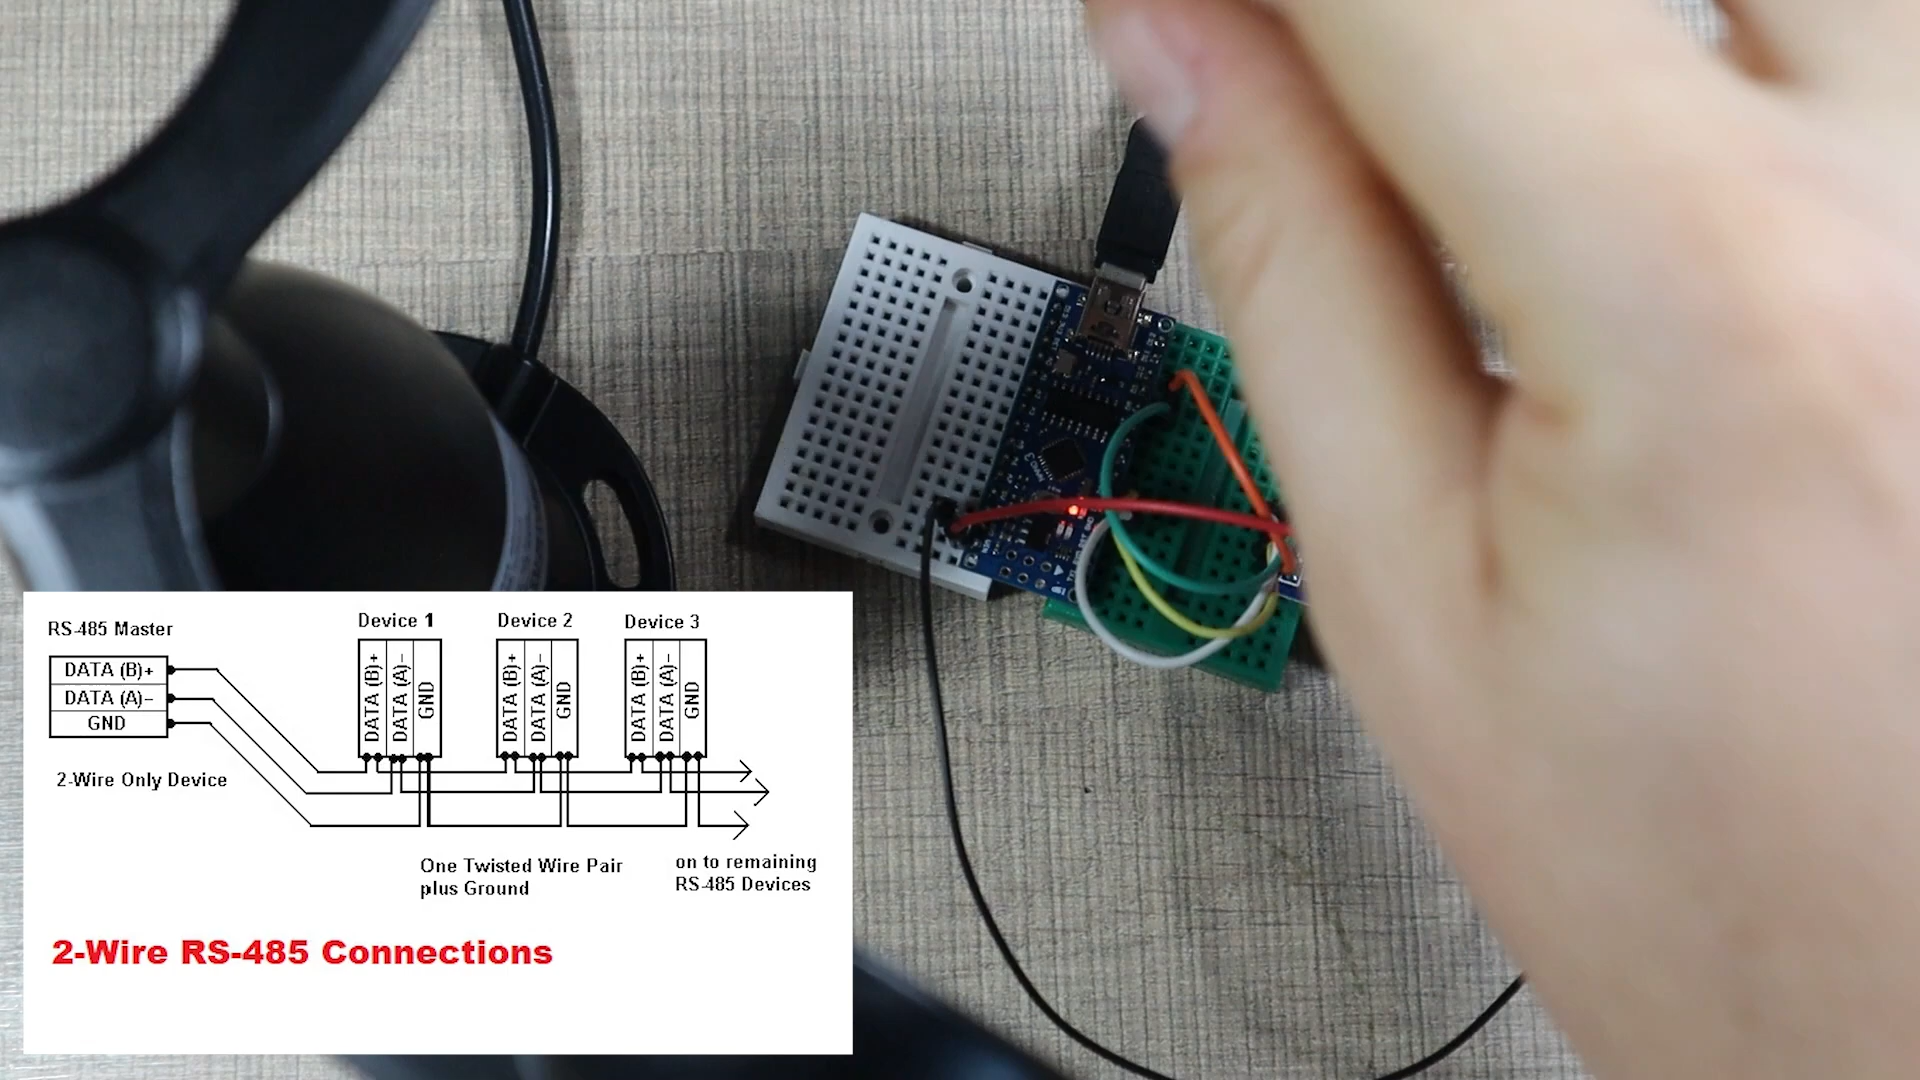 RS-485 Master
DATA (B)+
DATA (A)–
GND
2-Wire Only Device
Device 1
DATA (B)+
DATA (A)–
GND
Device 2
DATA (B)+
DATA (A)–
GND
Device 3
DATA (B)+
DATA (A)–
GND
One Twisted Wire Pair
plus Ground
on to remaining
RS-485 Devices
2-Wire RS-485 Connections